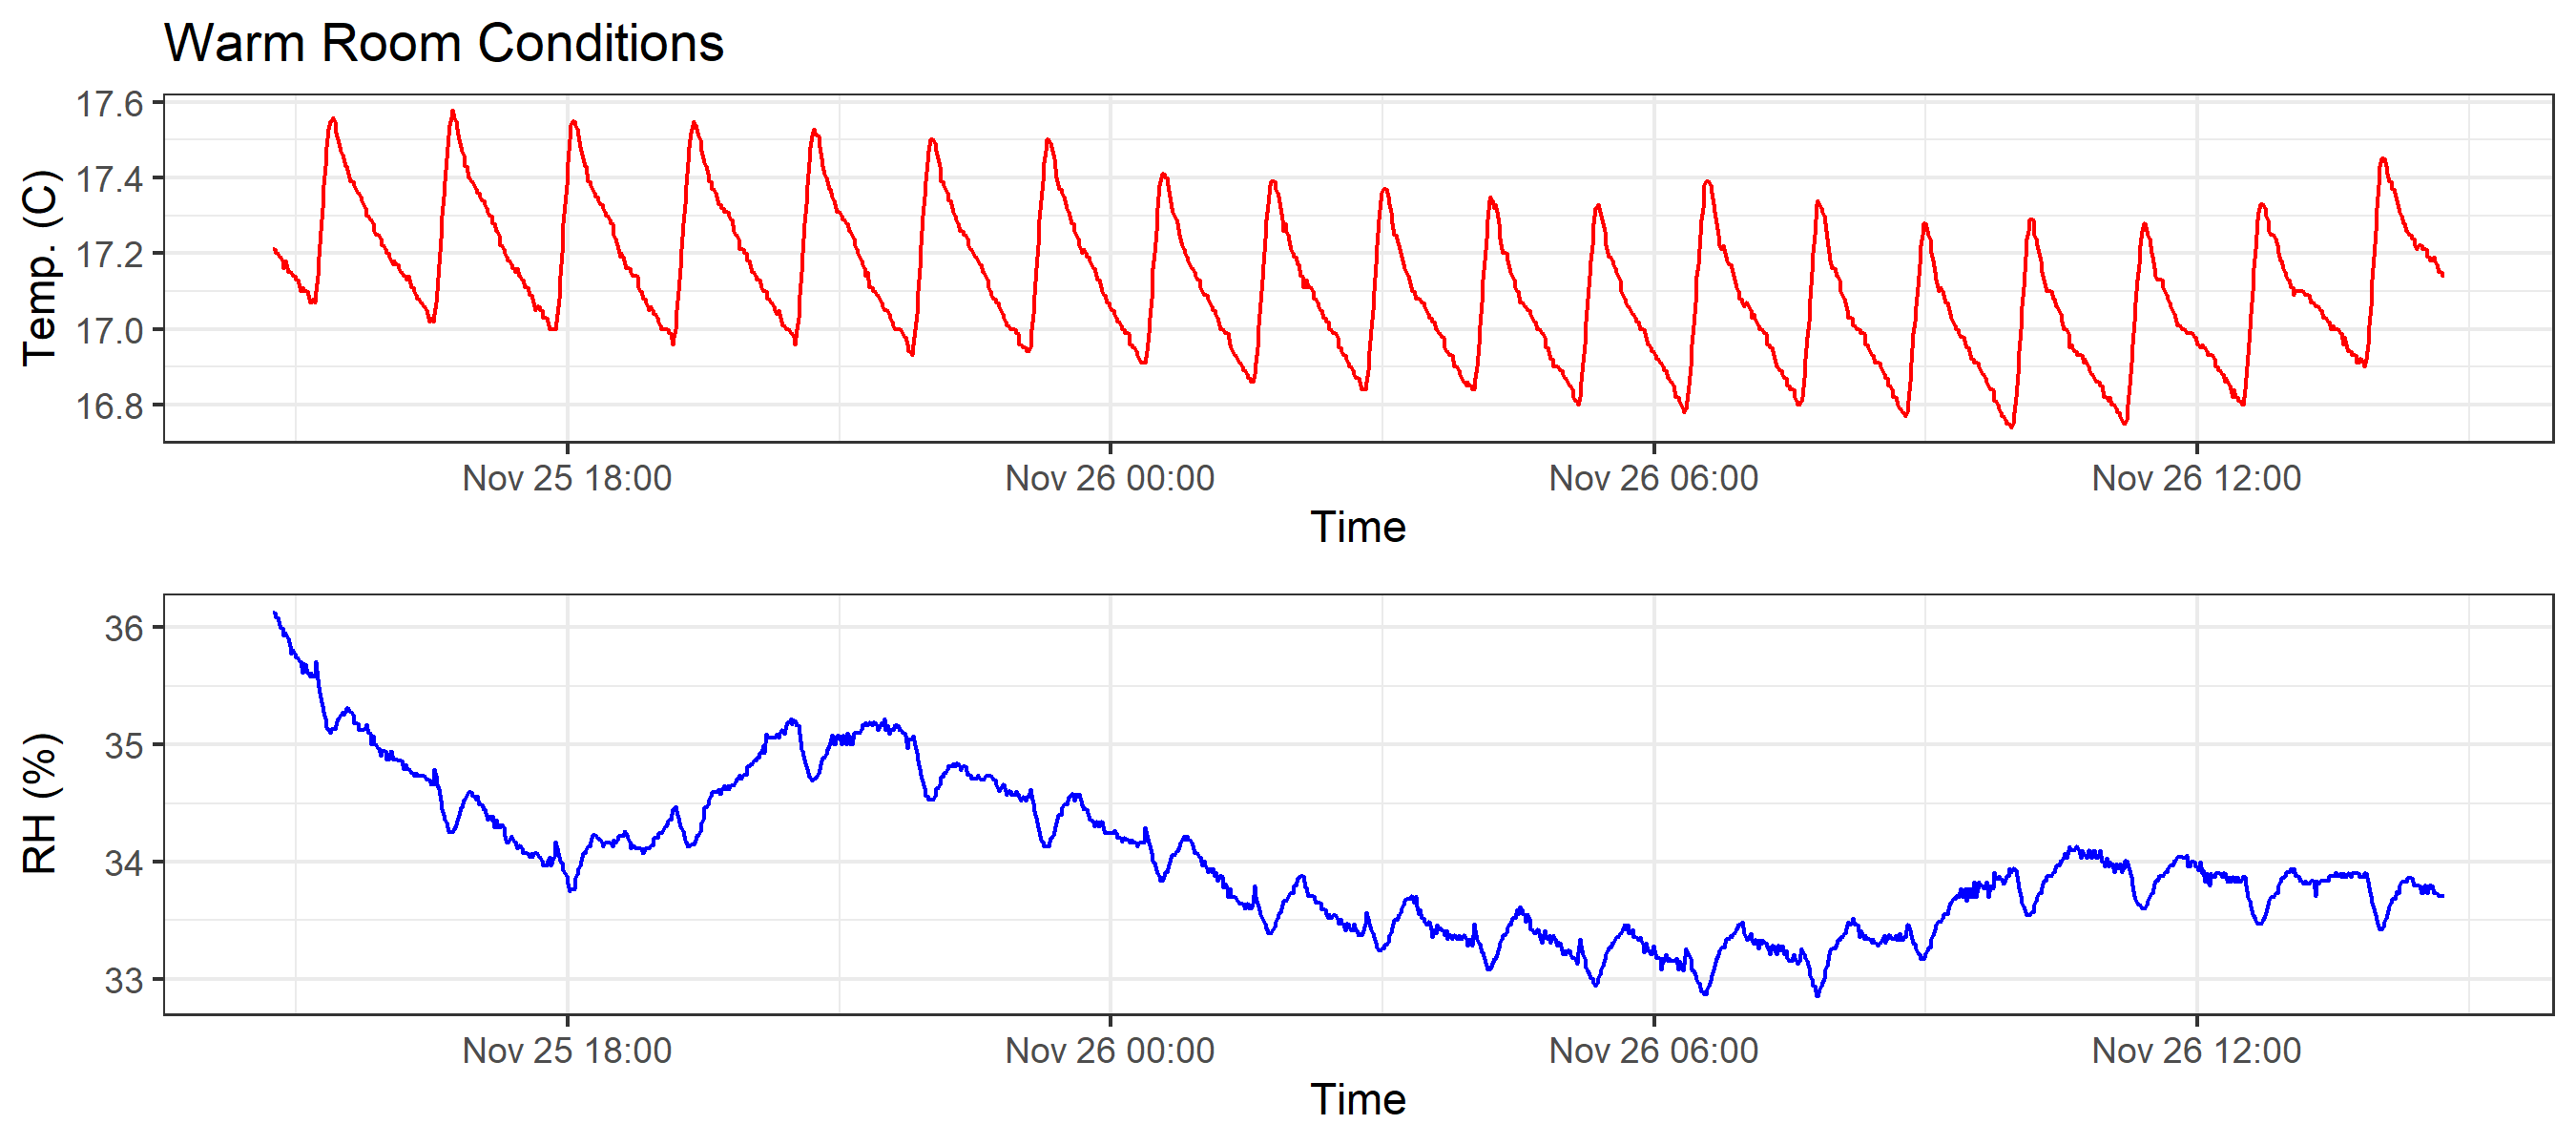 Warm Room Conditions
Temp. (C)
17.6
17.4
17.2
17.0
16.8
Nov 25 18:00 Nov 26 00:00 Nov 26 06:00 Nov 26 12:00
Time
RH (%)
36
35
34
33
Nov 25 18:00 Nov 26 00:00 Nov 26 06:00 Nov 26 12:00
Time